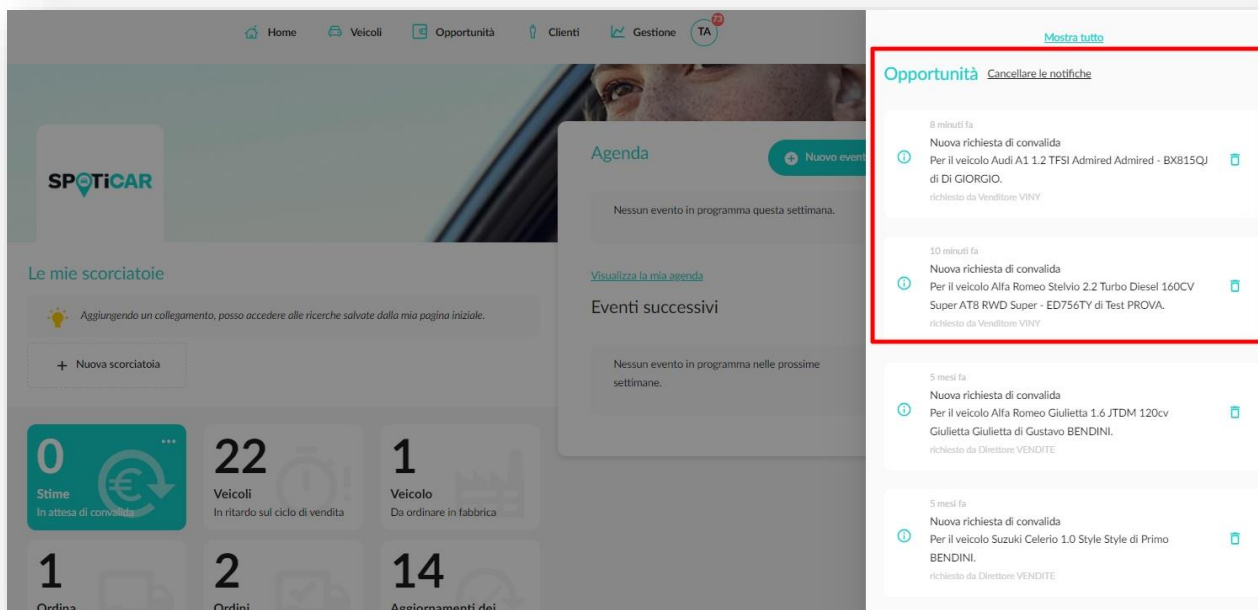 Home
Veicoli
Opportunità
Clienti
Gestione
TA
73
SPOTiCAR
Agenda
Nuovo event
Nessun evento in programma questa settimana.
Visualizza la mia agenda
Eventi successivi
Nessun evento in programma nelle prossime
settimane.
Le mie scorciatoie
Aggiungendo un collegamento, posso accedere alle ricerche salvate dalla mia pagina iniziale.
+ Nuova scorciatoia
0
Stime
In attesa di convalida
22
Veicoli
In ritardo sul ciclo di vendita
1
Veicolo
Da ordinare in fabbrica
1
Ordina
2
Ordini
14
Aggiornamenti dei
Mostra tutto
Opportunità Cancellare le notifiche
8 minuti fa
Nuova richiesta di convalida
Per il veicolo Audi A1 1.2 TFSI Admired Admired - BX815QJ
di Di GIORGIO.
richiesto da Venditore VINY
10 minuti fa
Nuova richiesta di convalida
Per il veicolo Alfa Romeo Stelvio 2.2 Turbo Diesel 160CV
Super AT8 RWD Super - ED756TY di Test PROVA.
richiesto da Venditore VINY
5 mesi fa
Nuova richiesta di convalida
Per il veicolo Alfa Romeo Giulietta 1.6 JTDM 120cv
Giulietta Giulietta di Gustavo BENDINI.
richiesto da Direttore VENDITE
5 mesi fa
Nuova richiesta di convalida
Per il veicolo Suzuki Celerio 1.0 Style Style di Primo
BENDINI.
richiesto da Direttore VENDITE